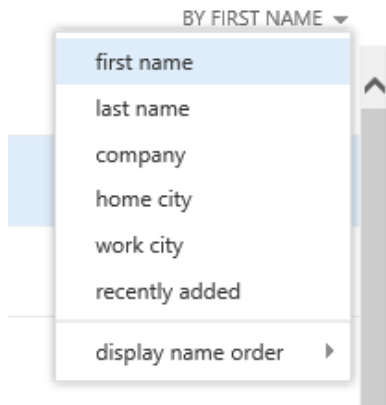 BY FIRST NAME
first name
last name
company
home city
work city
recently added
display name order